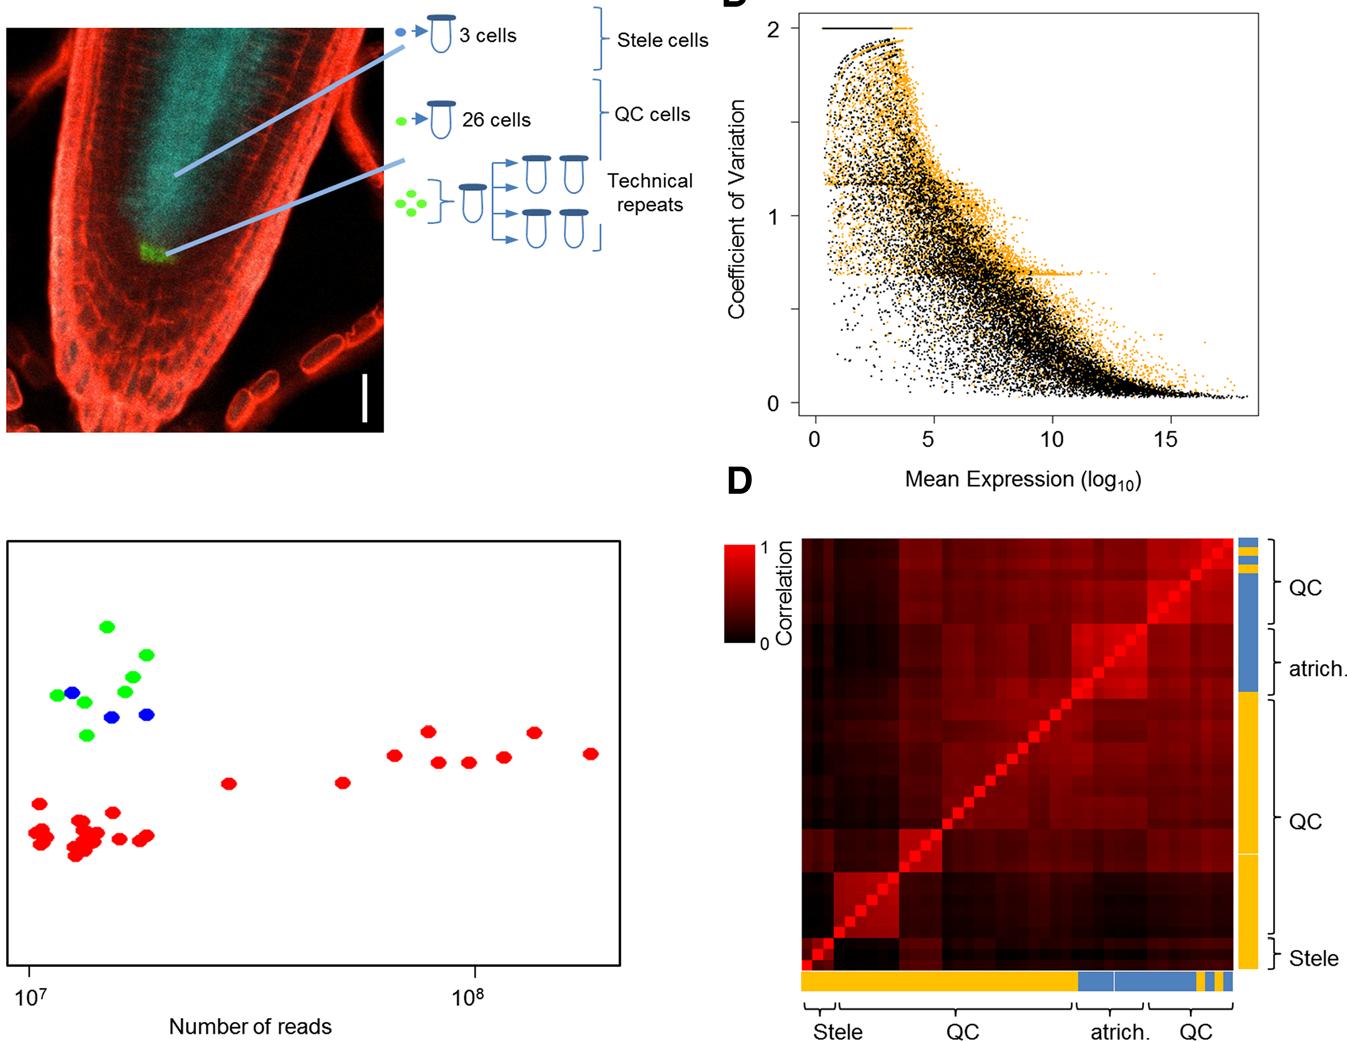 B
3 cells
Stele cells
26 cells
QC cells
Technical
repeats
2
1
0
Coefficient of Variation
0
5
10
15
Mean Expression (log10)
10^7
10^8
Number of reads
D
1
0
Correlation
QC
atrich.
QC
Stele
Stele
QC
atrich.
QC